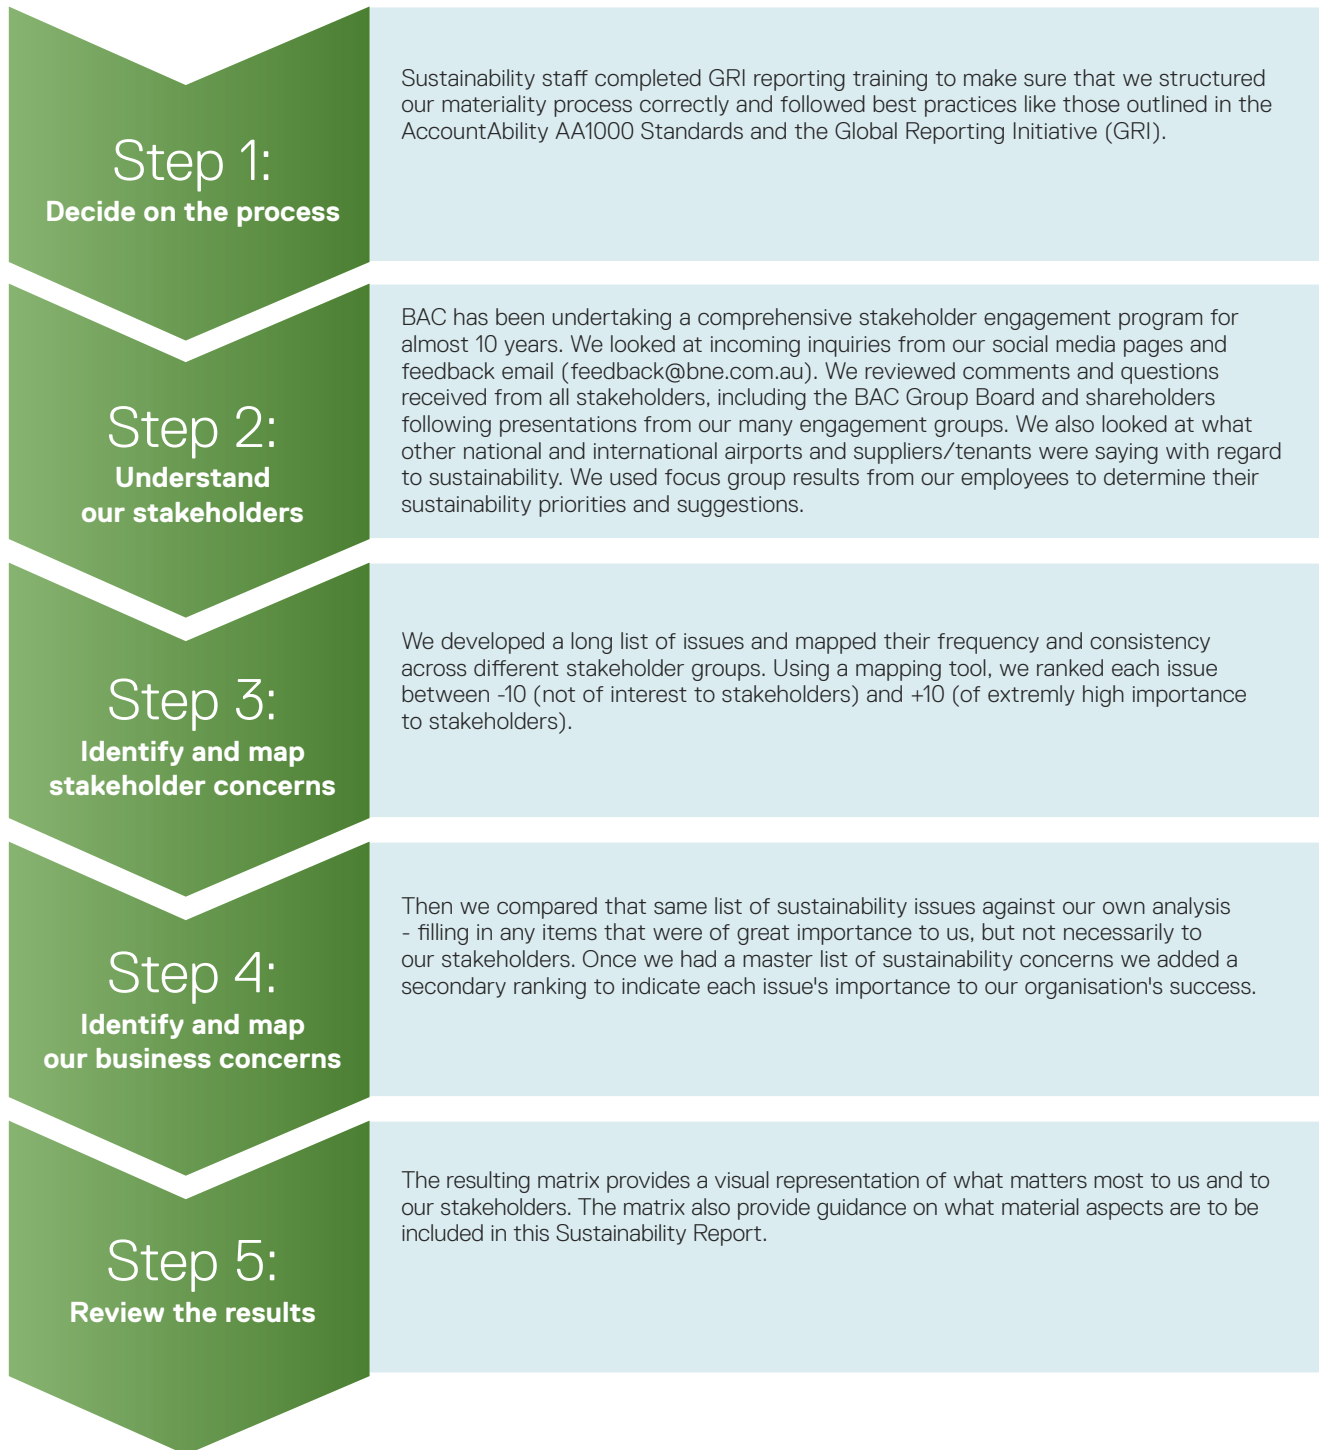 Step 1:
Decide on the process
Sustainability staff completed GRI reporting training to make sure that we structured
our materiality process correctly and followed best practices like those outlined in the
AccountAbility AA1000 Standards and the Global Reporting Initiative (GRI).
Step 2:
Understand
our stakeholders
BAC has been undertaking a comprehensive stakeholder engagement program for
almost 10 years. We looked at incoming inquiries from our social media pages and
feedback email (feedback@bne.com.au). We reviewed comments and questions
received from all stakeholders, including the BAC Group Board and shareholders
following presentations from our many engagement groups. We also looked at what
other national and international airports and suppliers/tenants were saying with regard
to sustainability. We used focus group results from our employees to determine their
sustainability priorities and suggestions.
Step 3:
Identify and map
stakeholder concerns
We developed a long list of issues and mapped their frequency and consistency
across different stakeholder groups. Using a mapping tool, we ranked each issue
between -10 (not of interest to stakeholders) and +10 (of extremly high importance
to stakeholders).
Step 4:
Identify and map
our business concerns
Then we compared that same list of sustainability issues against our own analysis
- filling in any items that were of great importance to us, but not necessarily to
our stakeholders. Once we had a master list of sustainability concerns we added a
secondary ranking to indicate each issue's importance to our organisation's success.
Step 5:
Review the results
The resulting matrix provides a visual representation of what matters most to us and to
our stakeholders. The matrix also provide guidance on what material aspects are to be
included in this Sustainability Report.